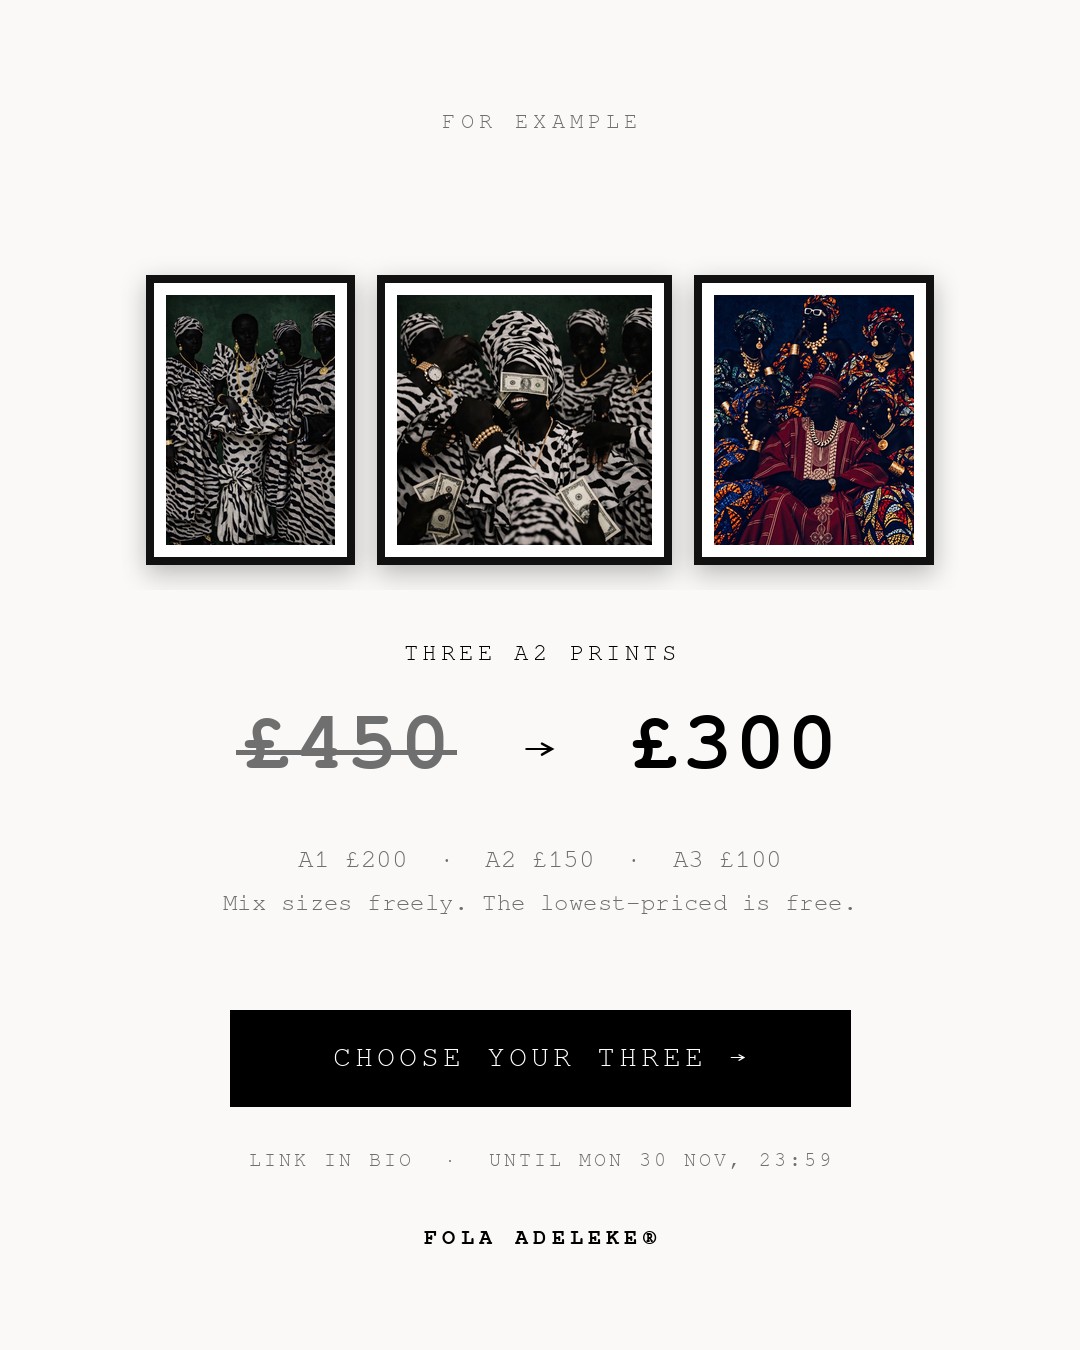 FOR EXAMPLE
THREE A2 PRINTS
£450 → £300
A1 £200 · A2 £150 · A3 £100
Mix sizes freely. The lowest-priced is free.
CHOOSE YOUR THREE →
LINK IN BIO · UNTIL MON 30 NOV, 23:59
FOLA ADELEKE®